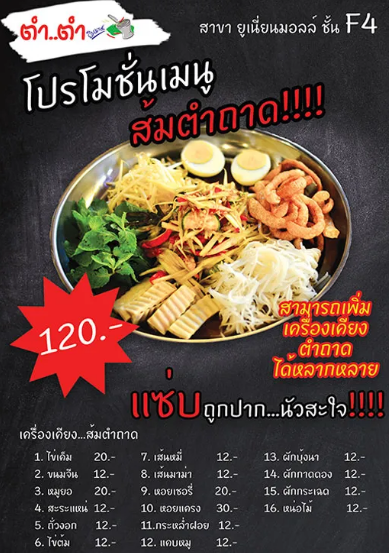 ตำ..ตำ
สาขา ยูเนี่ยนมอลล์ ชั้น F4
โปรโมชั่นเมนู
ส้มตำถาด!!!!
120.-
สามารถเพิ่ม
เครื่องเคียง
ตำถาด
ได้หลากหลาย
แซ่บถูกปาก...นัวสะใจ!!!!
เครื่องเคียง...ส้มตำถาด
1. ไข่เค็ม 20.-
2. ขนมจีน 12.-
3. หมูยอ 20.-
4. สะระแหน่ 12.-
5. ถั่วงอก 12.-
6. ไข่ต้ม 12.-
7. เส้นหมี่ 12.-
8. เส้นมาม่า 12.-
9. หอยเชอรี่ 20.-
10. หอยแครง 30.-
11.กระหล่ำฝอย 12.-
12. แคบหมู 12.-
13. ผักบุ้งนา 12.-
14. ผักกาดดอง 12.-
15. ผักกระเฉด 12.-
16. หน่อไม้ 12.-